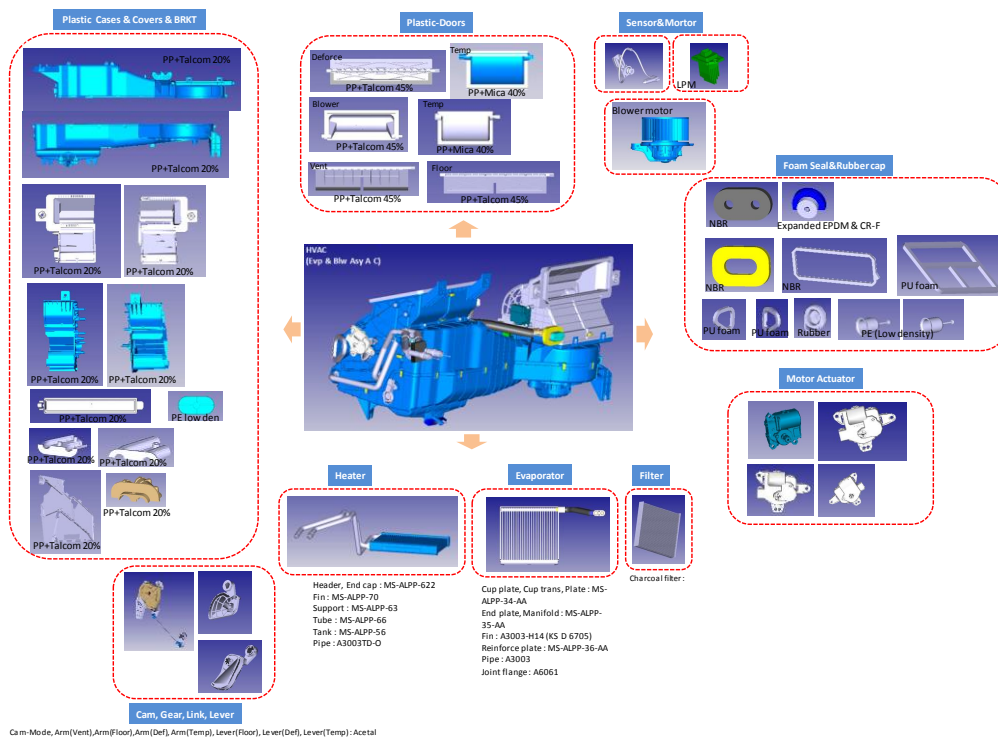 Plastic Cases & Covers & BRKT
PP+Talcom 20%
PP+Talcom 20%
PP+Talcom 20%
PP+Talcom 20%
PP+Talcom 20%
PP+Talcom 20%
PP+Talcom 20%
PE low den
PP+Talcom 20%
PP+Talcom 20%
PP+Talcom 20%
PP+Talcom 20%
Plastic-Doors
Deforce
PP+Talcom 45%
Temp
PP+Mica 40%
Blower
PP+Talcom 45%
Temp
PP+Mica 40%
Vent
PP+Talcom 45%
Floor
PP+Talcom 45%
Sensor&Mortor
LPM
Blower motor
Foam Seal&Rubber cap
NBR
Expanded EPDM & CR-F
NBR
NBR
PU foam
PU foam
PU foam
Rubber
PE (Low density)
HVAC
(Evp & Blw Asy A C)
Motor Actuator
Heater
Header, End cap : MS-ALPP-622
Fin : MS-ALPP-70
Support : MS-ALPP-63
Tube : MS-ALPP-66
Tank : MS-ALPP-56
Pipe : A3003TD-O
Evaporator
Cup plate, Cup trans, Plate : MS-
ALPP-34-AA
End plate, Manifold : MS-ALPP-
35-AA
Fin : A3003-H14 (KS D 6705)
Reinforce plate : MS-ALPP-36-AA
Pipe : A3003
Joint flange : A6061
Filter
Charcoal filter :
Cam, Gear, Link, Lever
Cam-Mode, Arm(Vent),Arm(Floor),Arm(Def), Arm(Temp), Lever(Floor), Lever(Def), Lever(Temp) : Acetal